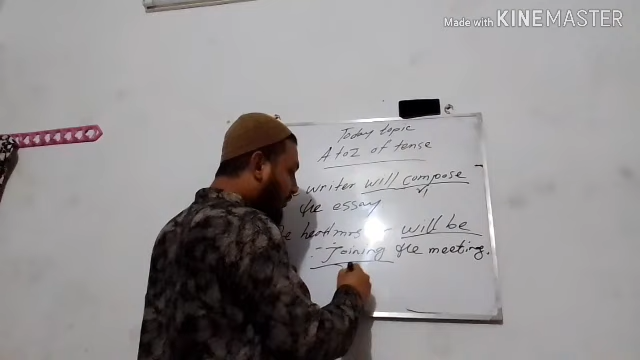 Made with KINEMASTER
Today topic
A to Z of tense
writer will compose
V1
the essay
will be
joining the meeting.